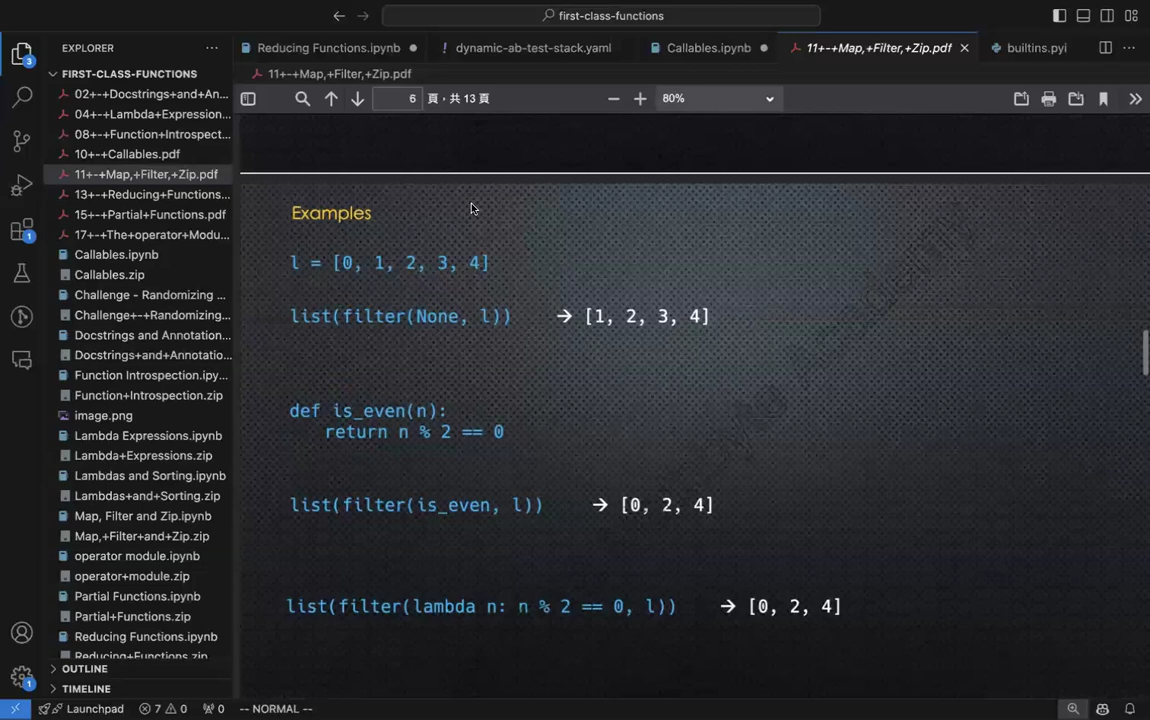 first-class-functions
EXPLORER
Reducing Functions.ipynb
dynamic-ab-test-stack.yaml
Callables.ipynb
11+-+Map,+Filter,+Zip.pdf
builtins.pyi
FIRST-CLASS-FUNCTIONS
11+-+Map,+Filter,+Zip.pdf
6 頁，共 13 頁
80%
02+-+Docstrings+and+An...
04+-+Lambda+Expression...
08+-+Function+Introspect...
10+-+Callables.pdf
11+-+Map,+Filter,+Zip.pdf
13+-+Reducing+Functions...
15+-+Partial+Functions.pdf
17+-+The+operator+Modu...
Callables.ipynb
Callables.zip
Challenge - Randomizing ...
Challenge+-+Randomizing...
Docstrings and Annotation...
Docstrings+and+Annotatio...
Function Introspection.ipy...
Function+Introspection.zip
image.png
Lambda Expressions.ipynb
Lambda+Expressions.zip
Lambdas and Sorting.ipynb
Lambdas+and+Sorting.zip
Map, Filter and Zip.ipynb
Map,+Filter+and+Zip.zip
operator module.ipynb
operator+module.zip
Partial Functions.ipynb
Partial+Functions.zip
Reducing Functions.ipynb
Reducing+Functions.zip
OUTLINE
TIMELINE
Examples
l = [0, 1, 2, 3, 4]
list(filter(None, l)) → [1, 2, 3, 4]
def is_even(n):
return n % 2 == 0
list(filter(is_even, l)) → [0, 2, 4]
list(filter(lambda n: n % 2 == 0, l)) → [0, 2, 4]
3
1
1
Launchpad
7
0
0
-- NORMAL --